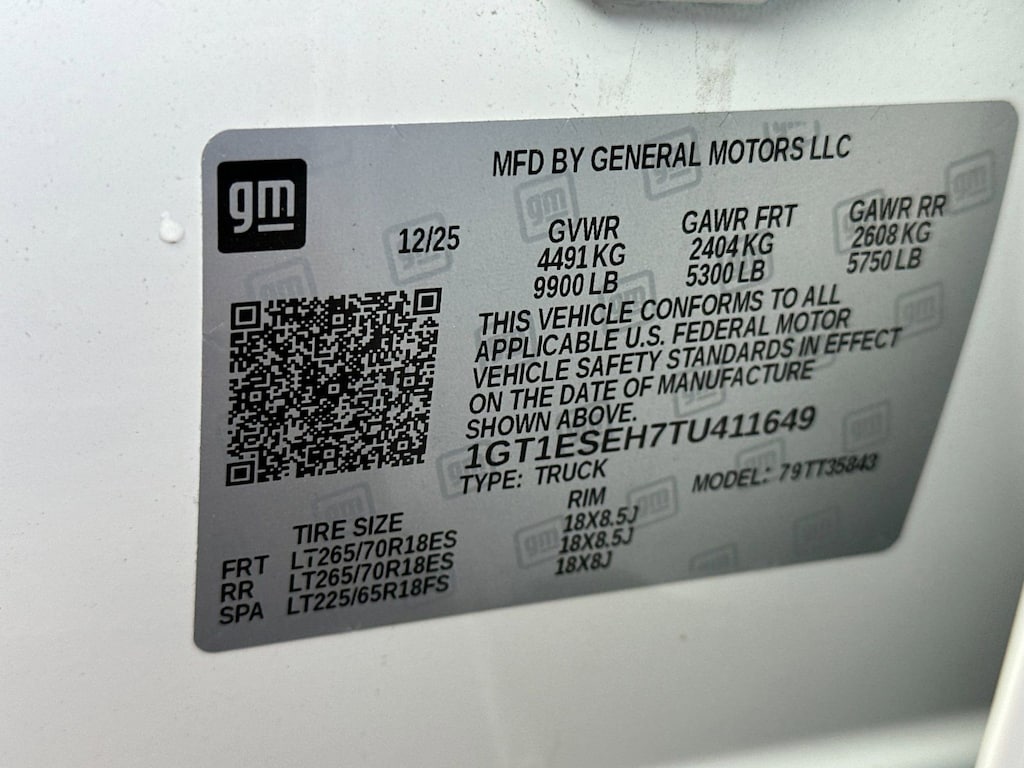 gm
MFD BY GENERAL MOTORS LLC
12/25
GVWR
4491 KG
9900 LB
GAWR FRT
2404 KG
5300 LB
GAWR RR
2608 KG
5750 LB
THIS VEHICLE CONFORMS TO ALL
APPLICABLE U.S. FEDERAL MOTOR
VEHICLE SAFETY STANDARDS IN EFFECT
ON THE DATE OF MANUFACTURE
SHOWN ABOVE.
1GT1ESEH7TU411649
TYPE: TRUCK
MODEL: 79TT35843
TIRE SIZE RIM
FRT LT265/70R18ES 18X8.5J
RR LT265/70R18ES 18X8.5J
SPA LT225/65R18FS 18X8J